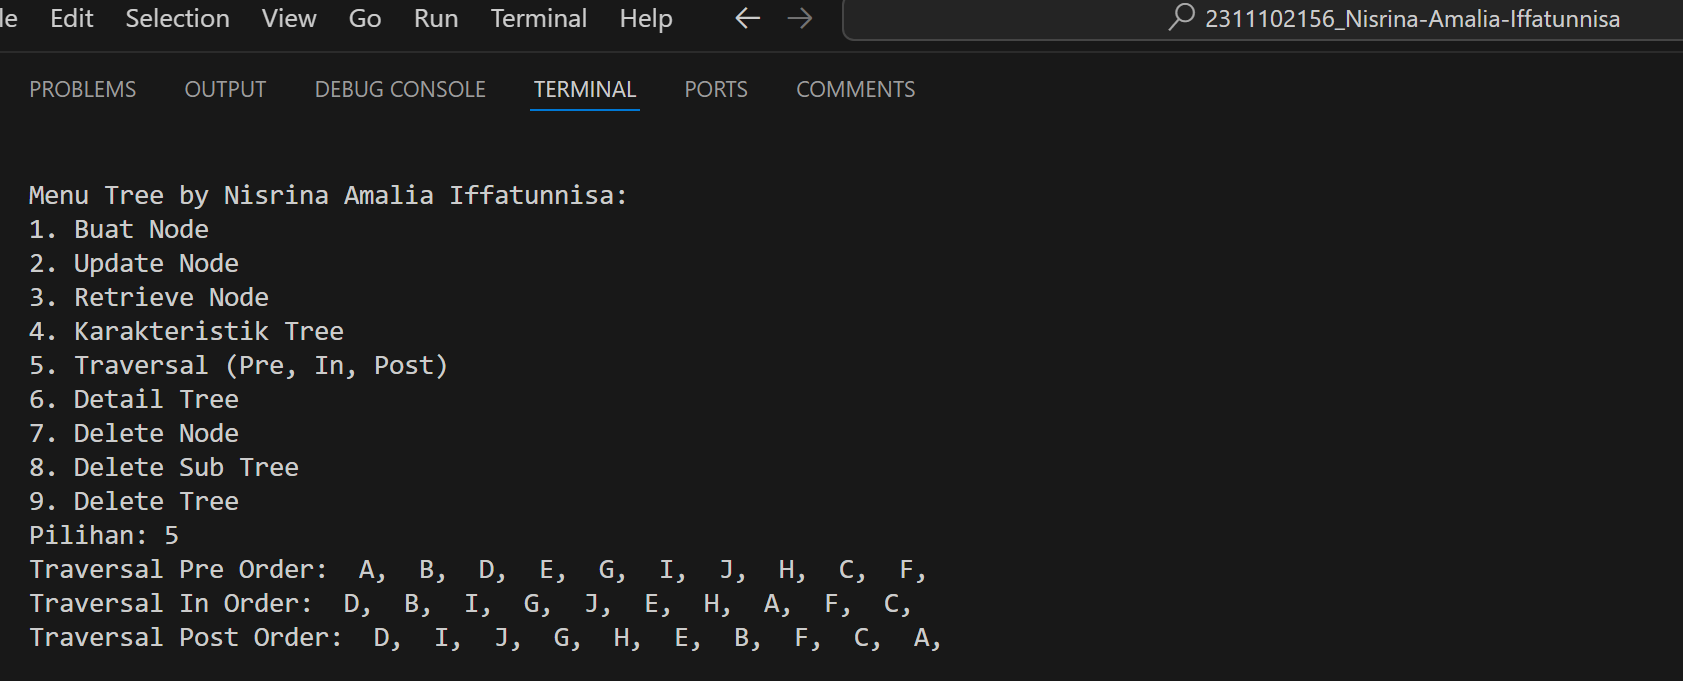 le Edit Selection View Go Run Terminal Help 2311102156_Nisrina-Amalia-Iffatunnisa
PROBLEMS OUTPUT DEBUG CONSOLE TERMINAL PORTS COMMENTS
Menu Tree by Nisrina Amalia Iffatunnisa:
1. Buat Node
2. Update Node
3. Retrieve Node
4. Karakteristik Tree
5. Traversal (Pre, In, Post)
6. Detail Tree
7. Delete Node
8. Delete Sub Tree
9. Delete Tree
Pilihan: 5
Traversal Pre Order:  A,  B,  D,  E,  G,  I,  J,  H,  C,  F,
Traversal In Order:  D,  B,  I,  G,  J,  E,  H,  A,  F,  C,
Traversal Post Order:  D,  I,  J,  G,  H,  E,  B,  F,  C,  A,